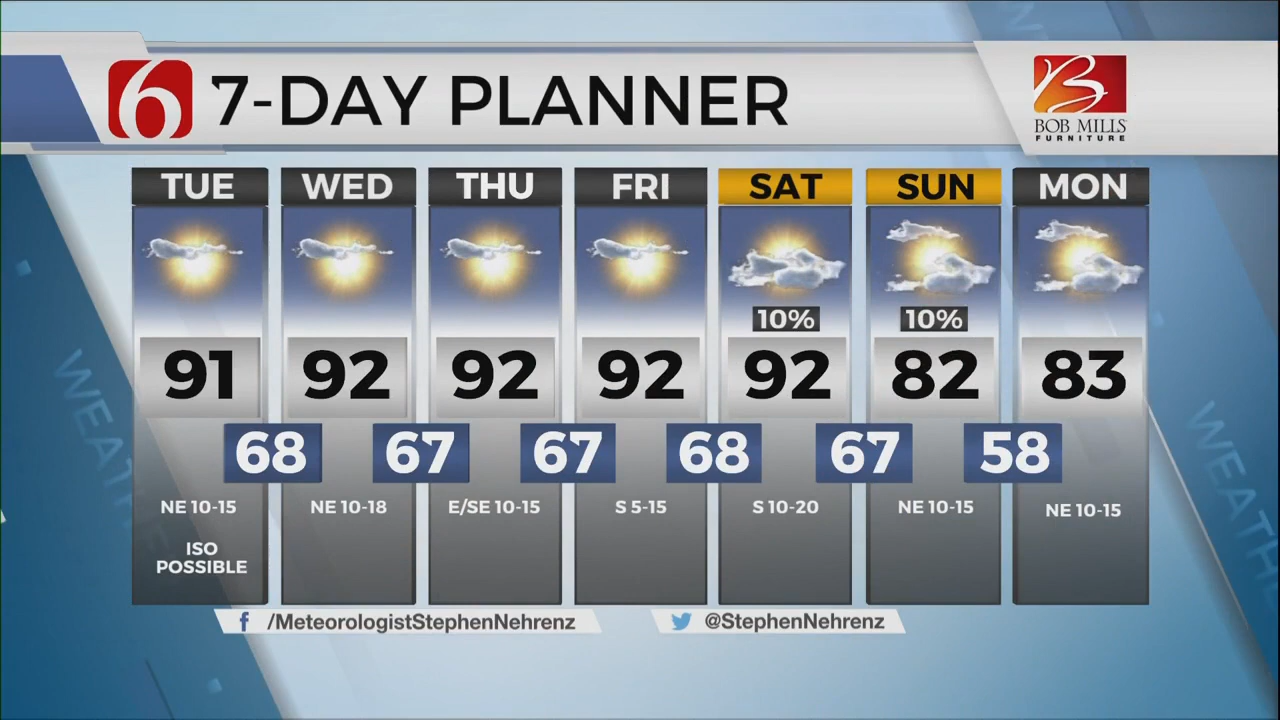 6 7-DAY PLANNER
B
BOB MILLS
FURNITURE
TUE WED THU FRI SAT SUN MON
10% 10%
91 92 92 92 92 82 83
68 67 67 68 67 58
NE 10-15 NE 10-18 E/SE 10-15 S 5-15 S 10-20 NE 10-15 NE 10-15
ISO
POSSIBLE
f /MeteorologistStephenNehrenz @StephenNehrenz
WEATHE
WEATHE